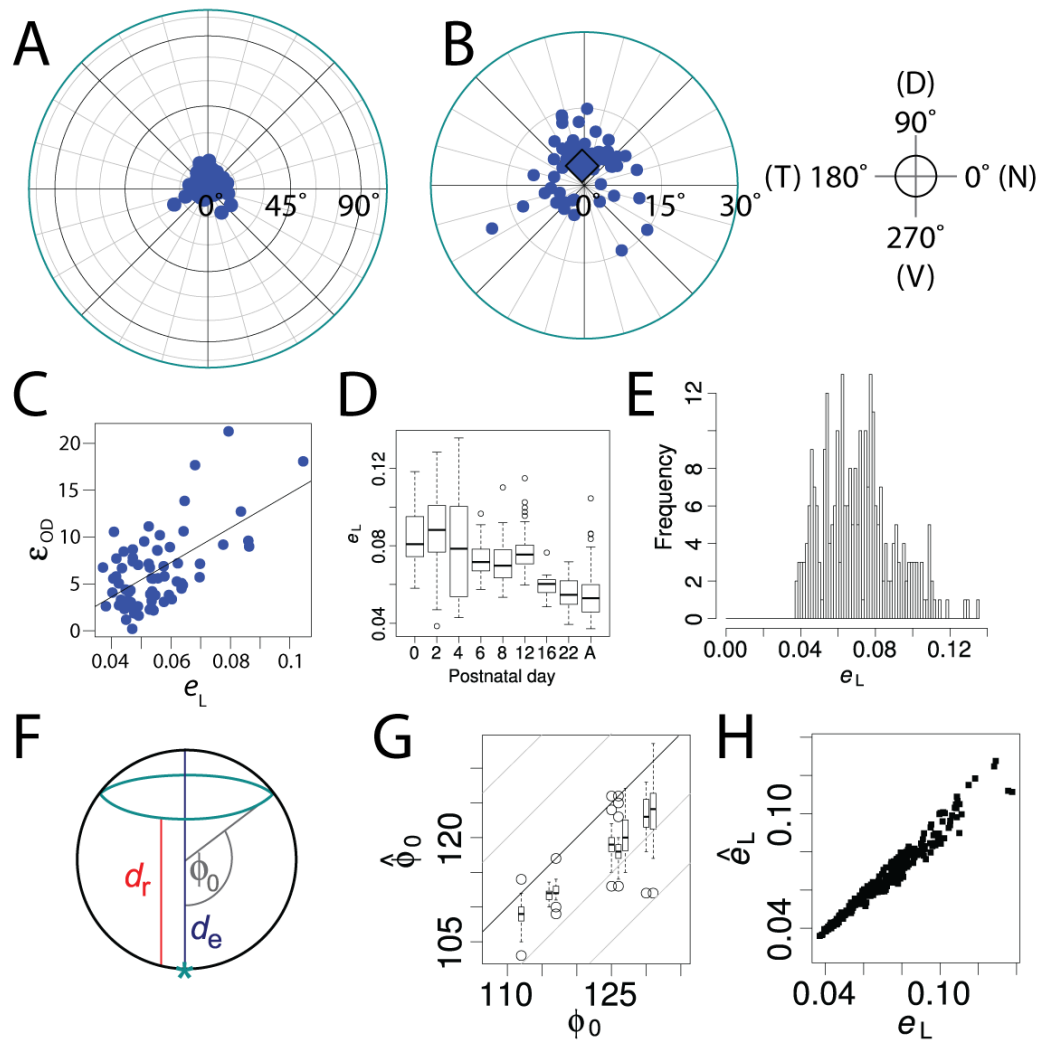 A
0° 45° 90°
B
0° 15° 30°
(D)
90°
(T) 180° 0° (N)
270°
(V)
C
ε_OD
20
15
10
5
0
0.04 0.06 0.08 0.1
e_L
D
e_L
0.12
0.08
0.04
0 2 4 6 8 12 16 22 A
Postnatal day
E
Frequency
12
8
4
2
0
0.00 0.04 0.08 0.12
e_L
F
d_r
ϕ_0
d_e
*
G
ϕ̂_0
120
105
110 125
ϕ_0
H
ê_L
0.10
0.04
0.04 0.10
e_L